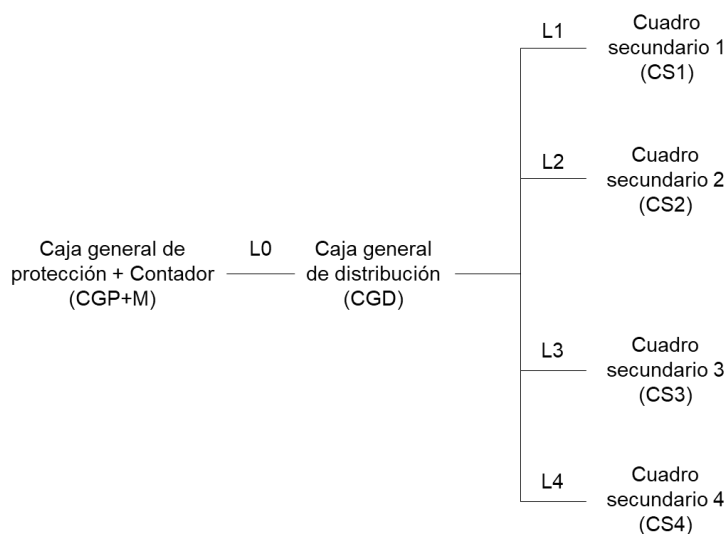 L1
Cuadro
secundario 1
(CS1)
L2
Cuadro
secundario 2
(CS2)
Caja general de
protección + Contador
(CGP+M)
L0
Caja general
de distribución
(CGD)
L3
Cuadro
secundario 3
(CS3)
L4
Cuadro
secundario 4
(CS4)